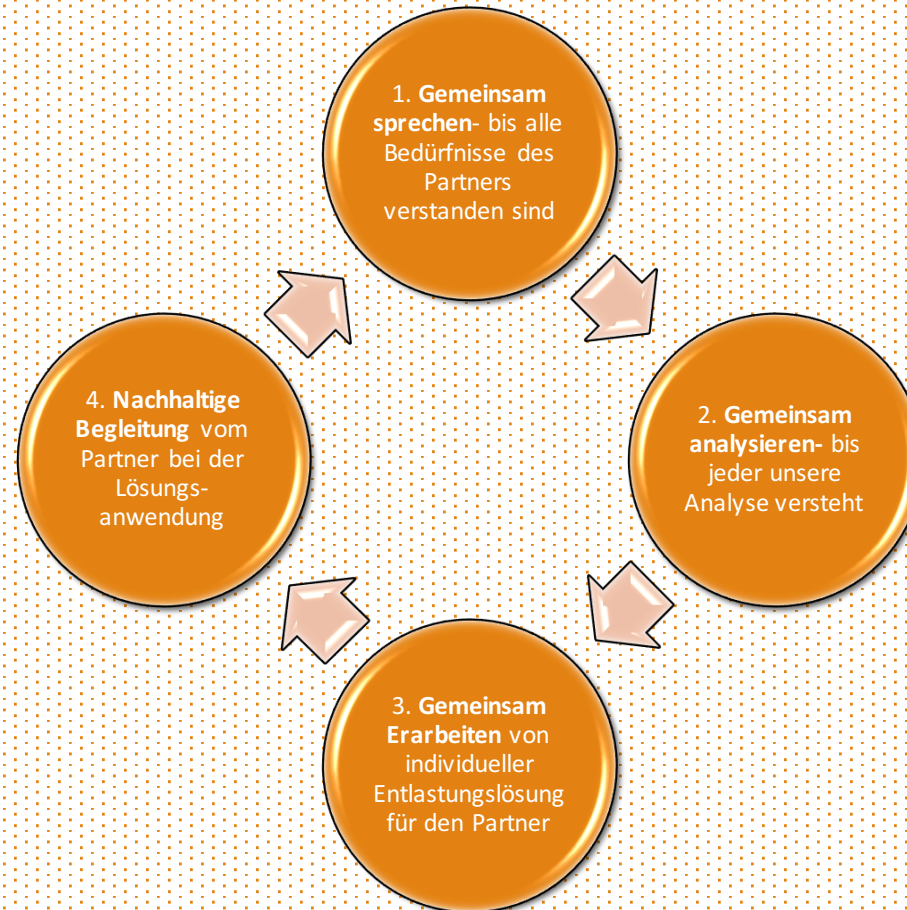 1. Gemeinsam
sprechen- bis alle
Bedürfnisse des
Partners
verstanden sind
2. Gemeinsam
analysieren- bis
jeder unsere
Analyse versteht
3. Gemeinsam
Erarbeiten von
individueller
Entlastungslösung
für den Partner
4. Nachhaltige
Begleitung vom
Partner bei der
Lösungs-
anwendung